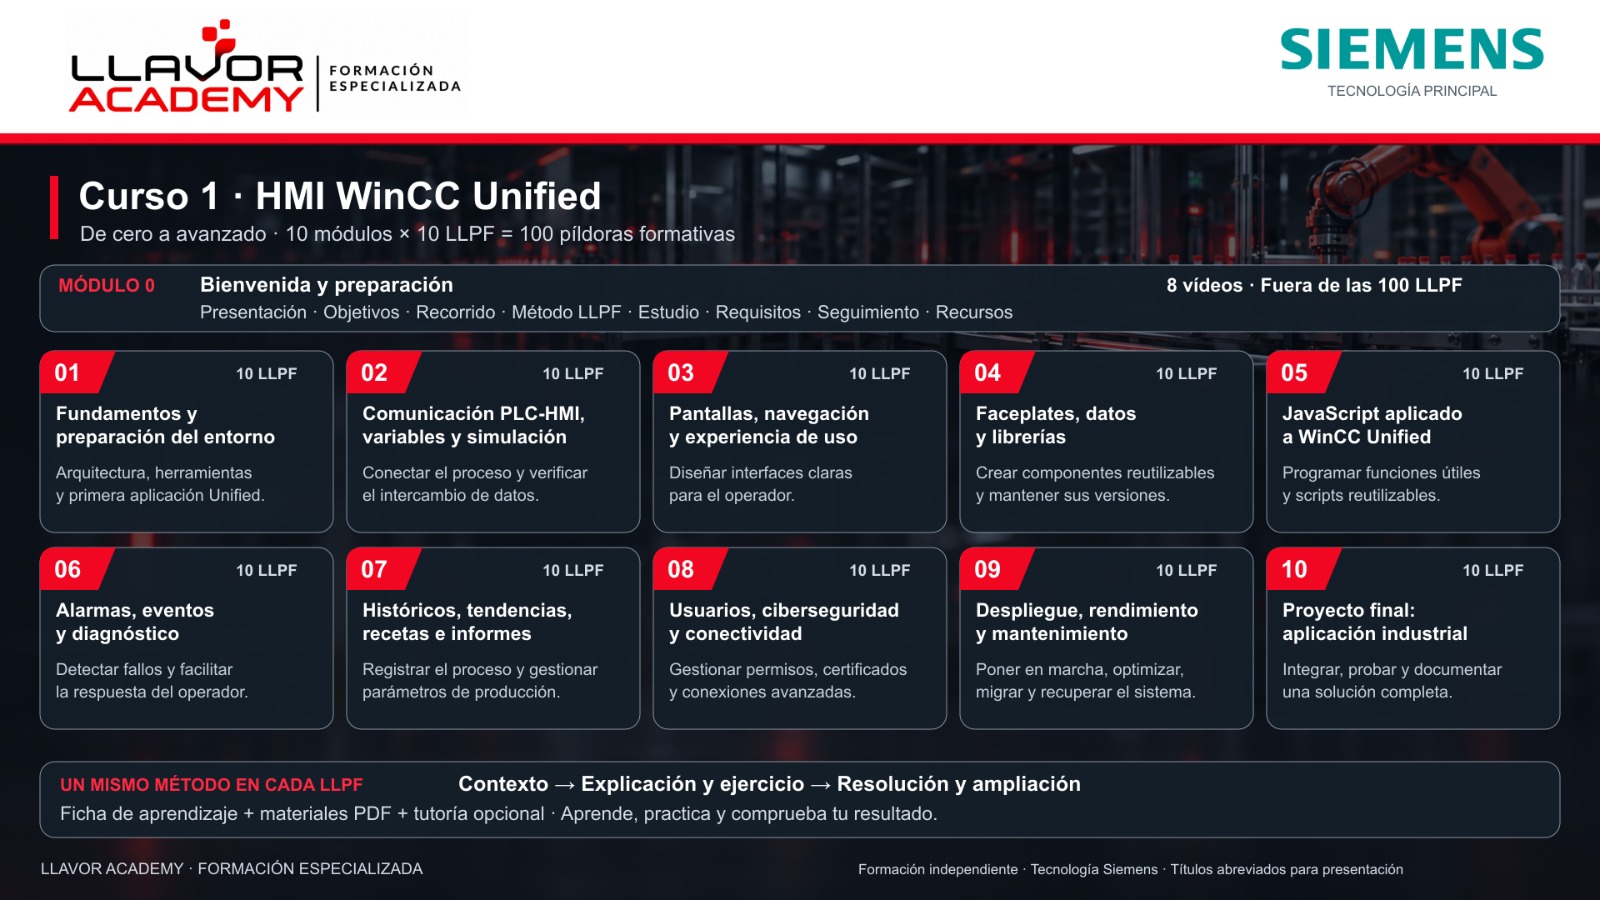 LLAVOR
ACADEMY
FORMACIÓN
ESPECIALIZADA
SIEMENS
TECNOLOGÍA PRINCIPAL
Curso 1 · HMI WinCC Unified
De cero a avanzado · 10 módulos × 10 LLPF = 100 píldoras formativas
MÓDULO 0
Bienvenida y preparación
8 vídeos · Fuera de las 100 LLPF
Presentación · Objetivos · Recorrido · Método LLPF · Estudio · Requisitos · Seguimiento · Recursos
01
10 LLPF
Fundamentos y
preparación del entorno
Arquitectura, herramientas
y primera aplicación Unified.
02
10 LLPF
Comunicación PLC-HMI,
variables y simulación
Conectar el proceso y verificar
el intercambio de datos.
03
10 LLPF
Pantallas, navegación
y experiencia de uso
Diseñar interfaces claras
para el operador.
04
10 LLPF
Faceplates, datos
y librerías
Crear componentes reutilizables
y mantener sus versiones.
05
10 LLPF
JavaScript aplicado
a WinCC Unified
Programar funciones útiles
y scripts reutilizables.
06
10 LLPF
Alarmas, eventos
y diagnóstico
Detectar fallos y facilitar
la respuesta del operador.
07
10 LLPF
Históricos, tendencias,
recetas e informes
Registrar el proceso y gestionar
parámetros de producción.
08
10 LLPF
Usuarios, ciberseguridad
y conectividad
Gestionar permisos, certificados
y conexiones avanzadas.
09
10 LLPF
Despliegue, rendimiento
y mantenimiento
Poner en marcha, optimizar,
migrar y recuperar el sistema.
10
10 LLPF
Proyecto final:
aplicación industrial
Integrar, probar y documentar
una solución completa.
UN MISMO MÉTODO EN CADA LLPF
Contexto → Explicación y ejercicio → Resolución y ampliación
Ficha de aprendizaje + materiales PDF + tutoría opcional · Aprende, practica y comprueba tu resultado.
LLAVOR ACADEMY · FORMACIÓN ESPECIALIZADA
Formación independiente · Tecnología Siemens · Títulos abreviados para presentación